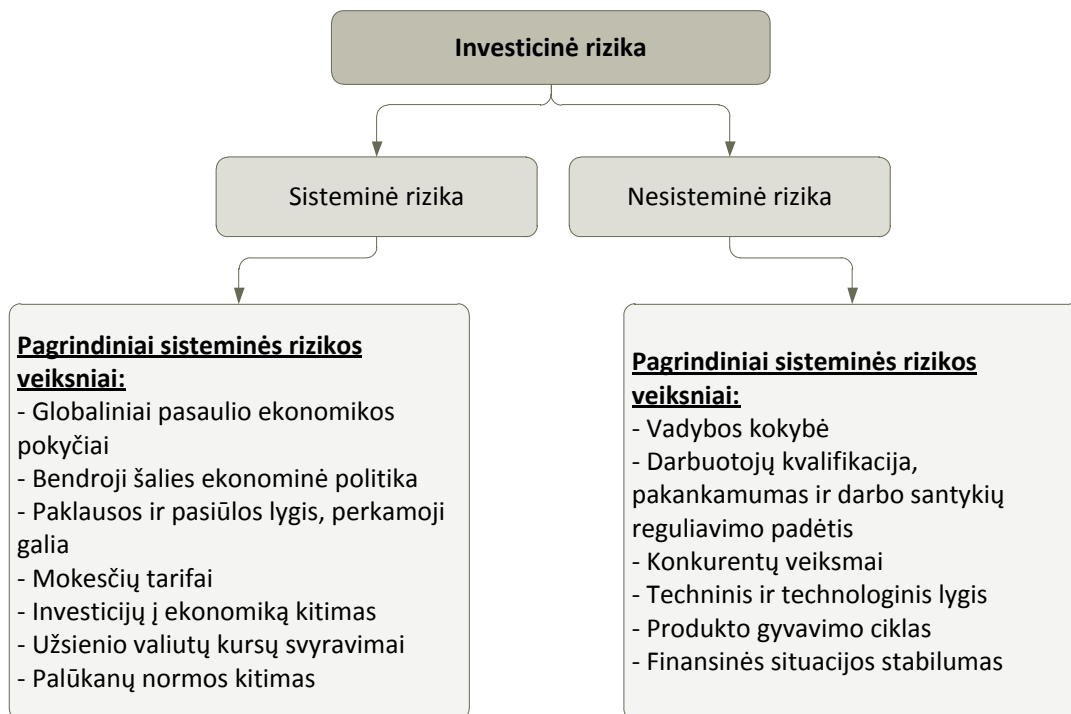 Investicinė rizika
Sisteminė rizika
Nesisteminė rizika
Pagrindiniai sisteminės rizikos
veiksniai:
- Globaliniai pasaulio ekonomikos
pokyčiai
- Bendroji šalies ekonominė politika
- Paklausos ir pasiūlos lygis, perkamoji
galia
- Mokesčių tarifai
- Investicijų į ekonomiką kitimas
- Užsienio valiutų kursų svyravimai
- Palūkanų normos kitimas
Pagrindiniai sisteminės rizikos
veiksniai:
- Vadybos kokybė
- Darbuotojų kvalifikacija,
pakankamumas ir darbo santykių
reguliavimo padėtis
- Konkurentų veiksmai
- Techninis ir technologinis lygis
- Produkto gyvavimo ciklas
- Finansinės situacijos stabilumas